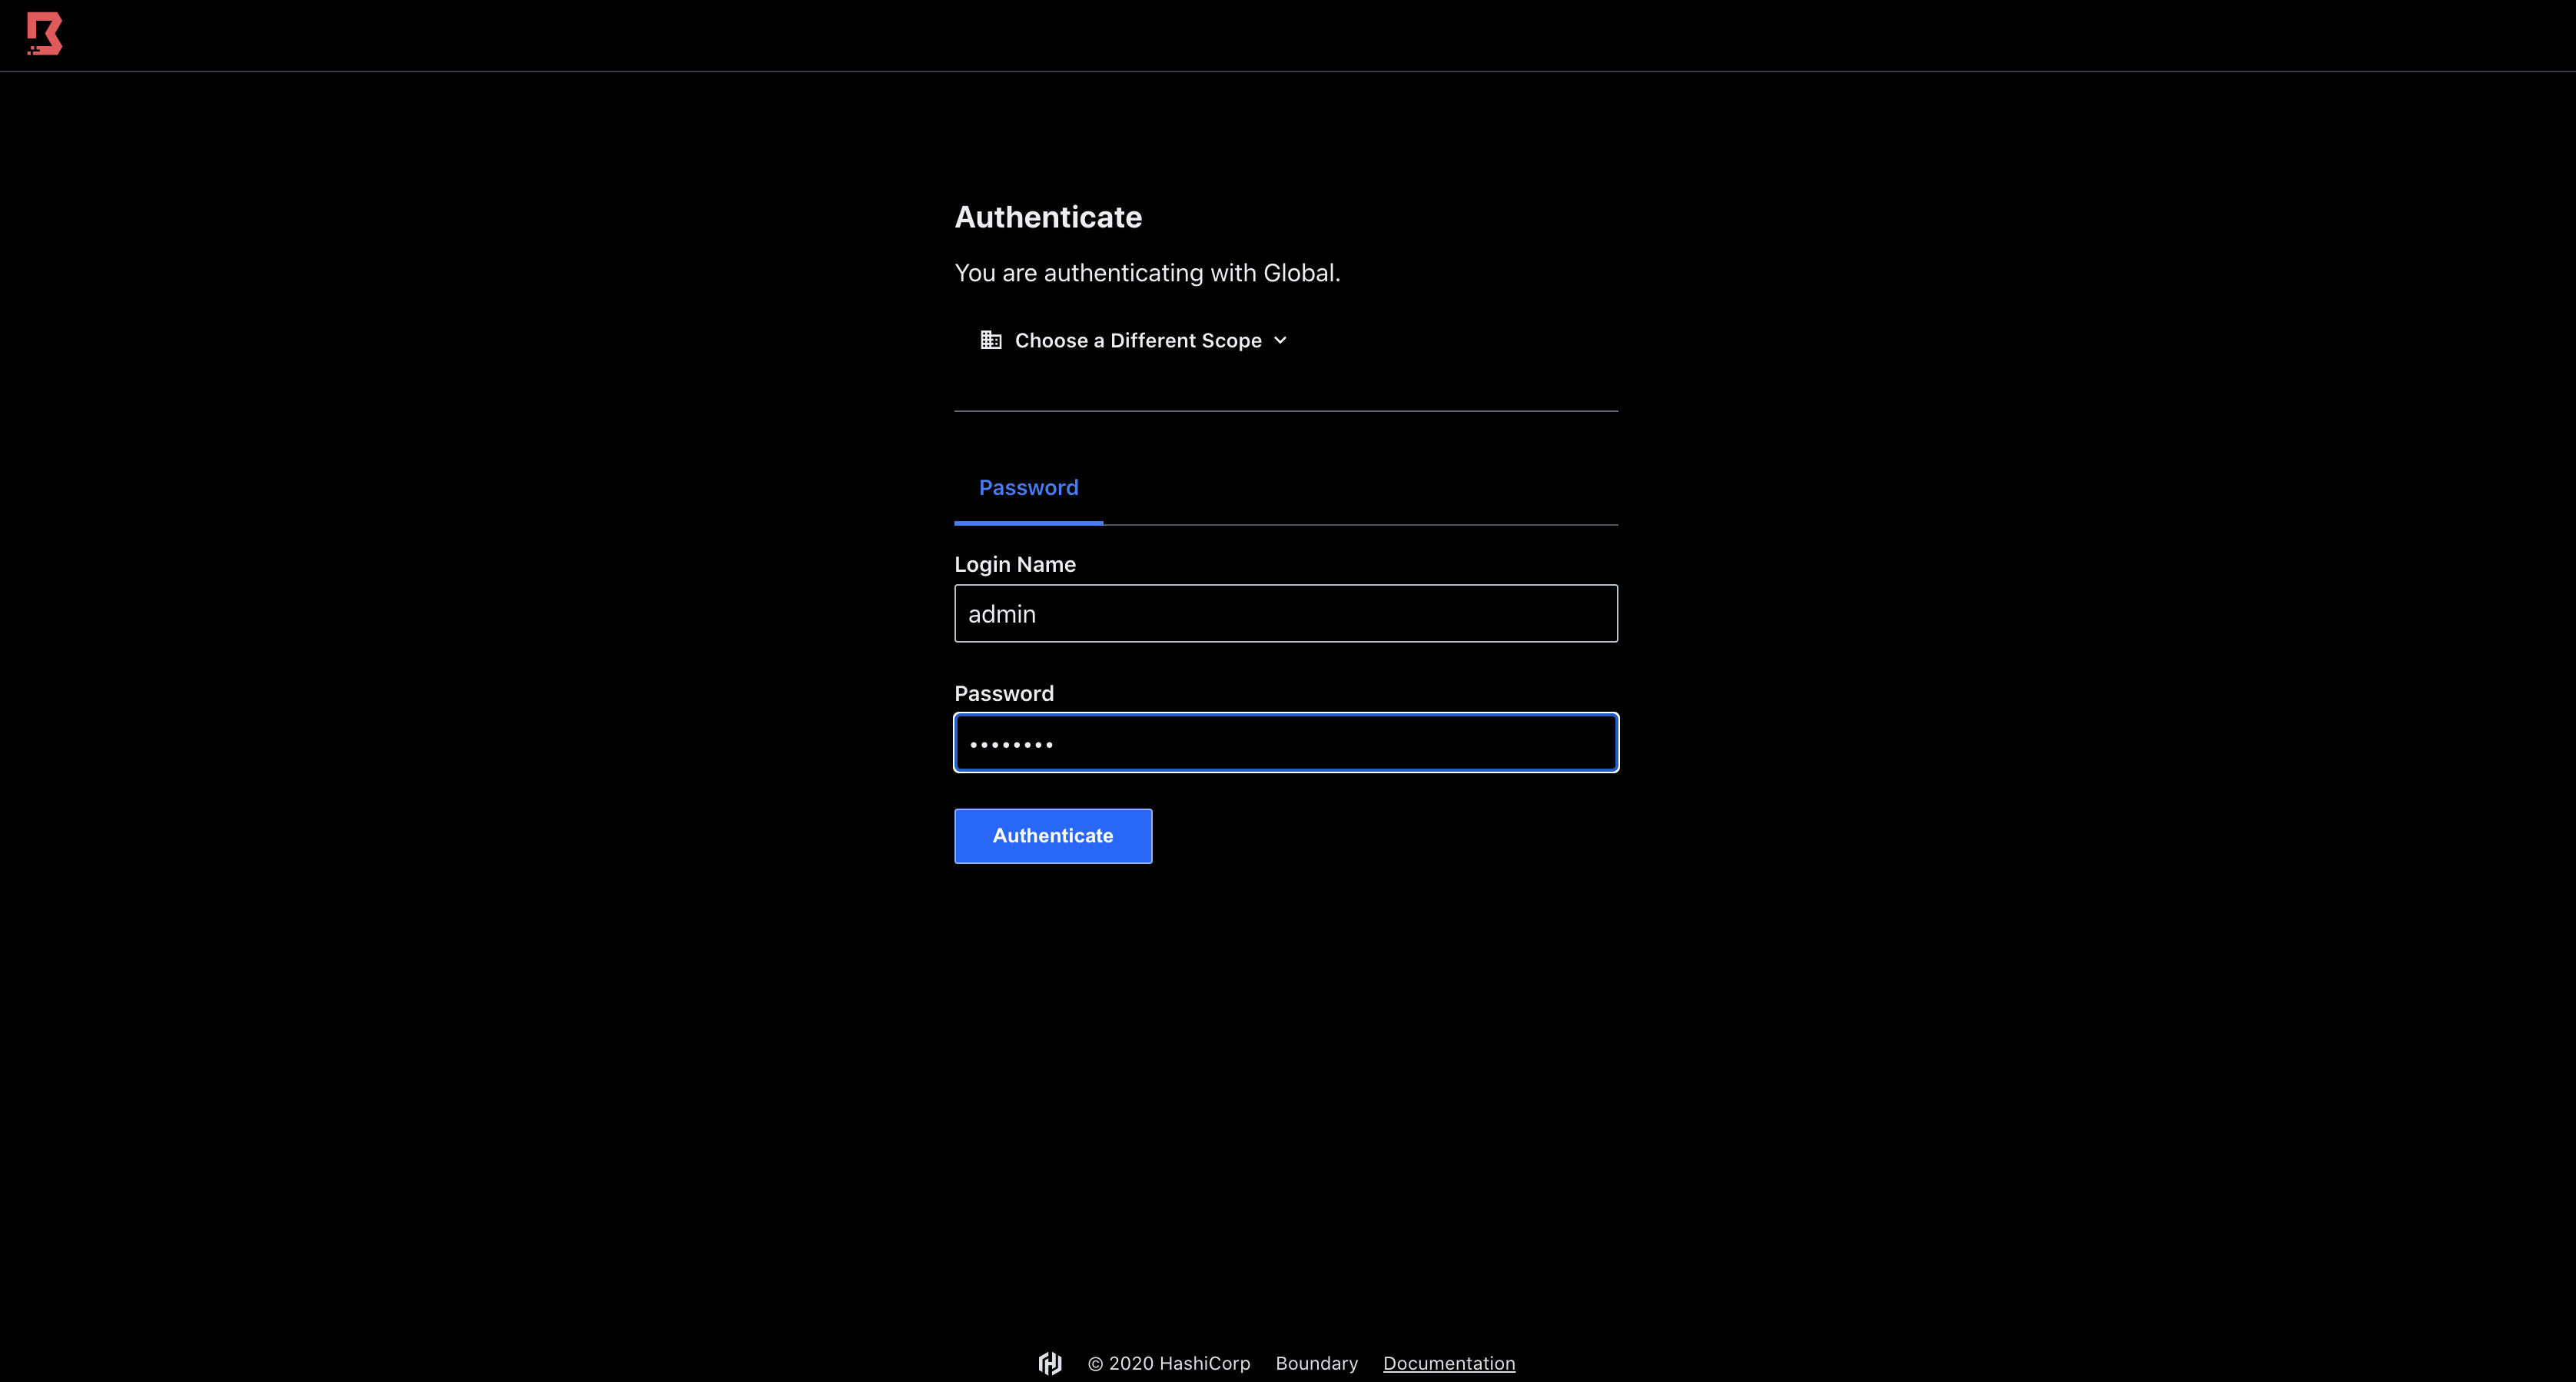 Authenticate
You are authenticating with Global.
Choose a Different Scope
Password
Login Name
admin
Password
••••••••
Authenticate
© 2020 HashiCorp Boundary Documentation